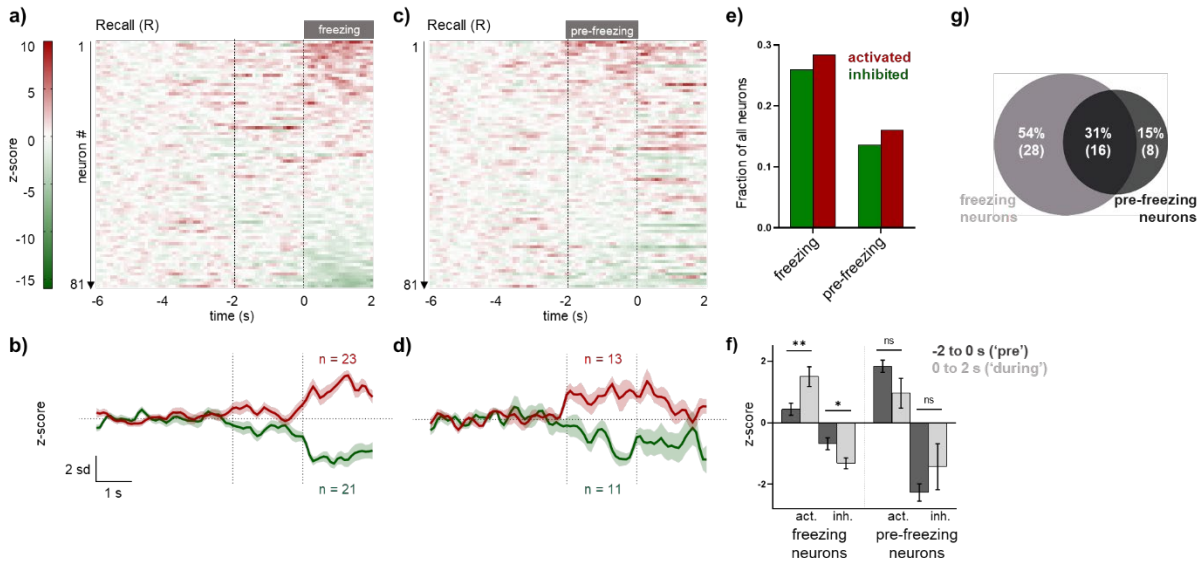 a)
Recall (R)
freezing
10
5
0
-5
-10
-15
z-score
1
neuron #
81
-6
-4
-2
0
2
time (s)
b)
n = 23
n = 21
z-score
2 sd
1 s
c)
Recall (R)
pre-freezing
1
81
-6
-4
-2
0
2
time (s)
d)
n = 13
n = 11
e)
0.3
0.2
0.1
0.0
Fraction of all neurons
activated
inhibited
freezing
pre-freezing
f)
-2 to 0 s ('pre')
0 to 2 s ('during')
2
0
-2
z-score
**
*
ns
ns
act.
inh.
act.
inh.
freezing
neurons
pre-freezing
neurons
g)
54%
(28)
31%
(16)
15%
(8)
freezing
neurons
pre-freezing
neurons